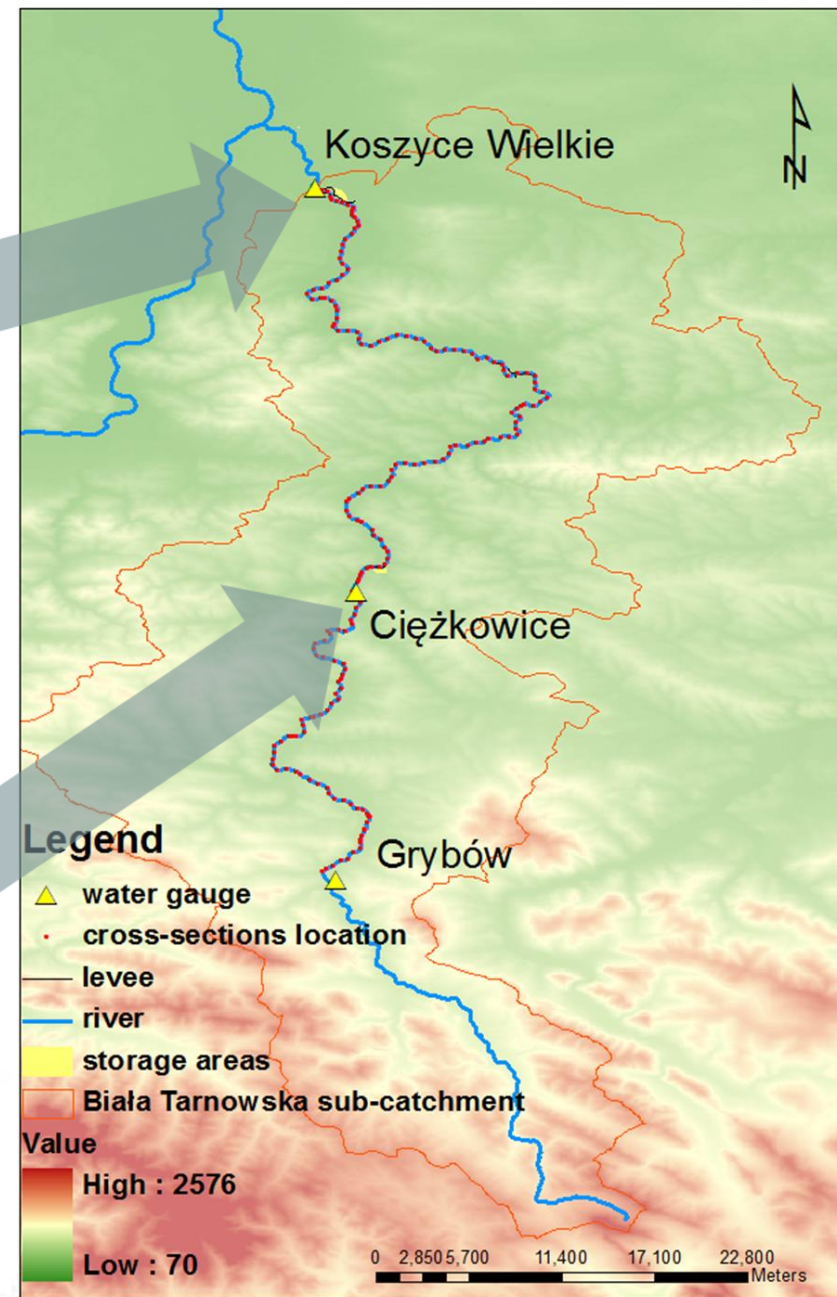 Koszyce Wielkie
N
Ciężkowice
Grybów
Legend
water gauge
cross-sections location
levee
river
storage areas
Biała Tarnowska sub-catchment
Value
High : 2576
Low : 70
0 2,850 5,700 11,400 17,100 22,800
Meters